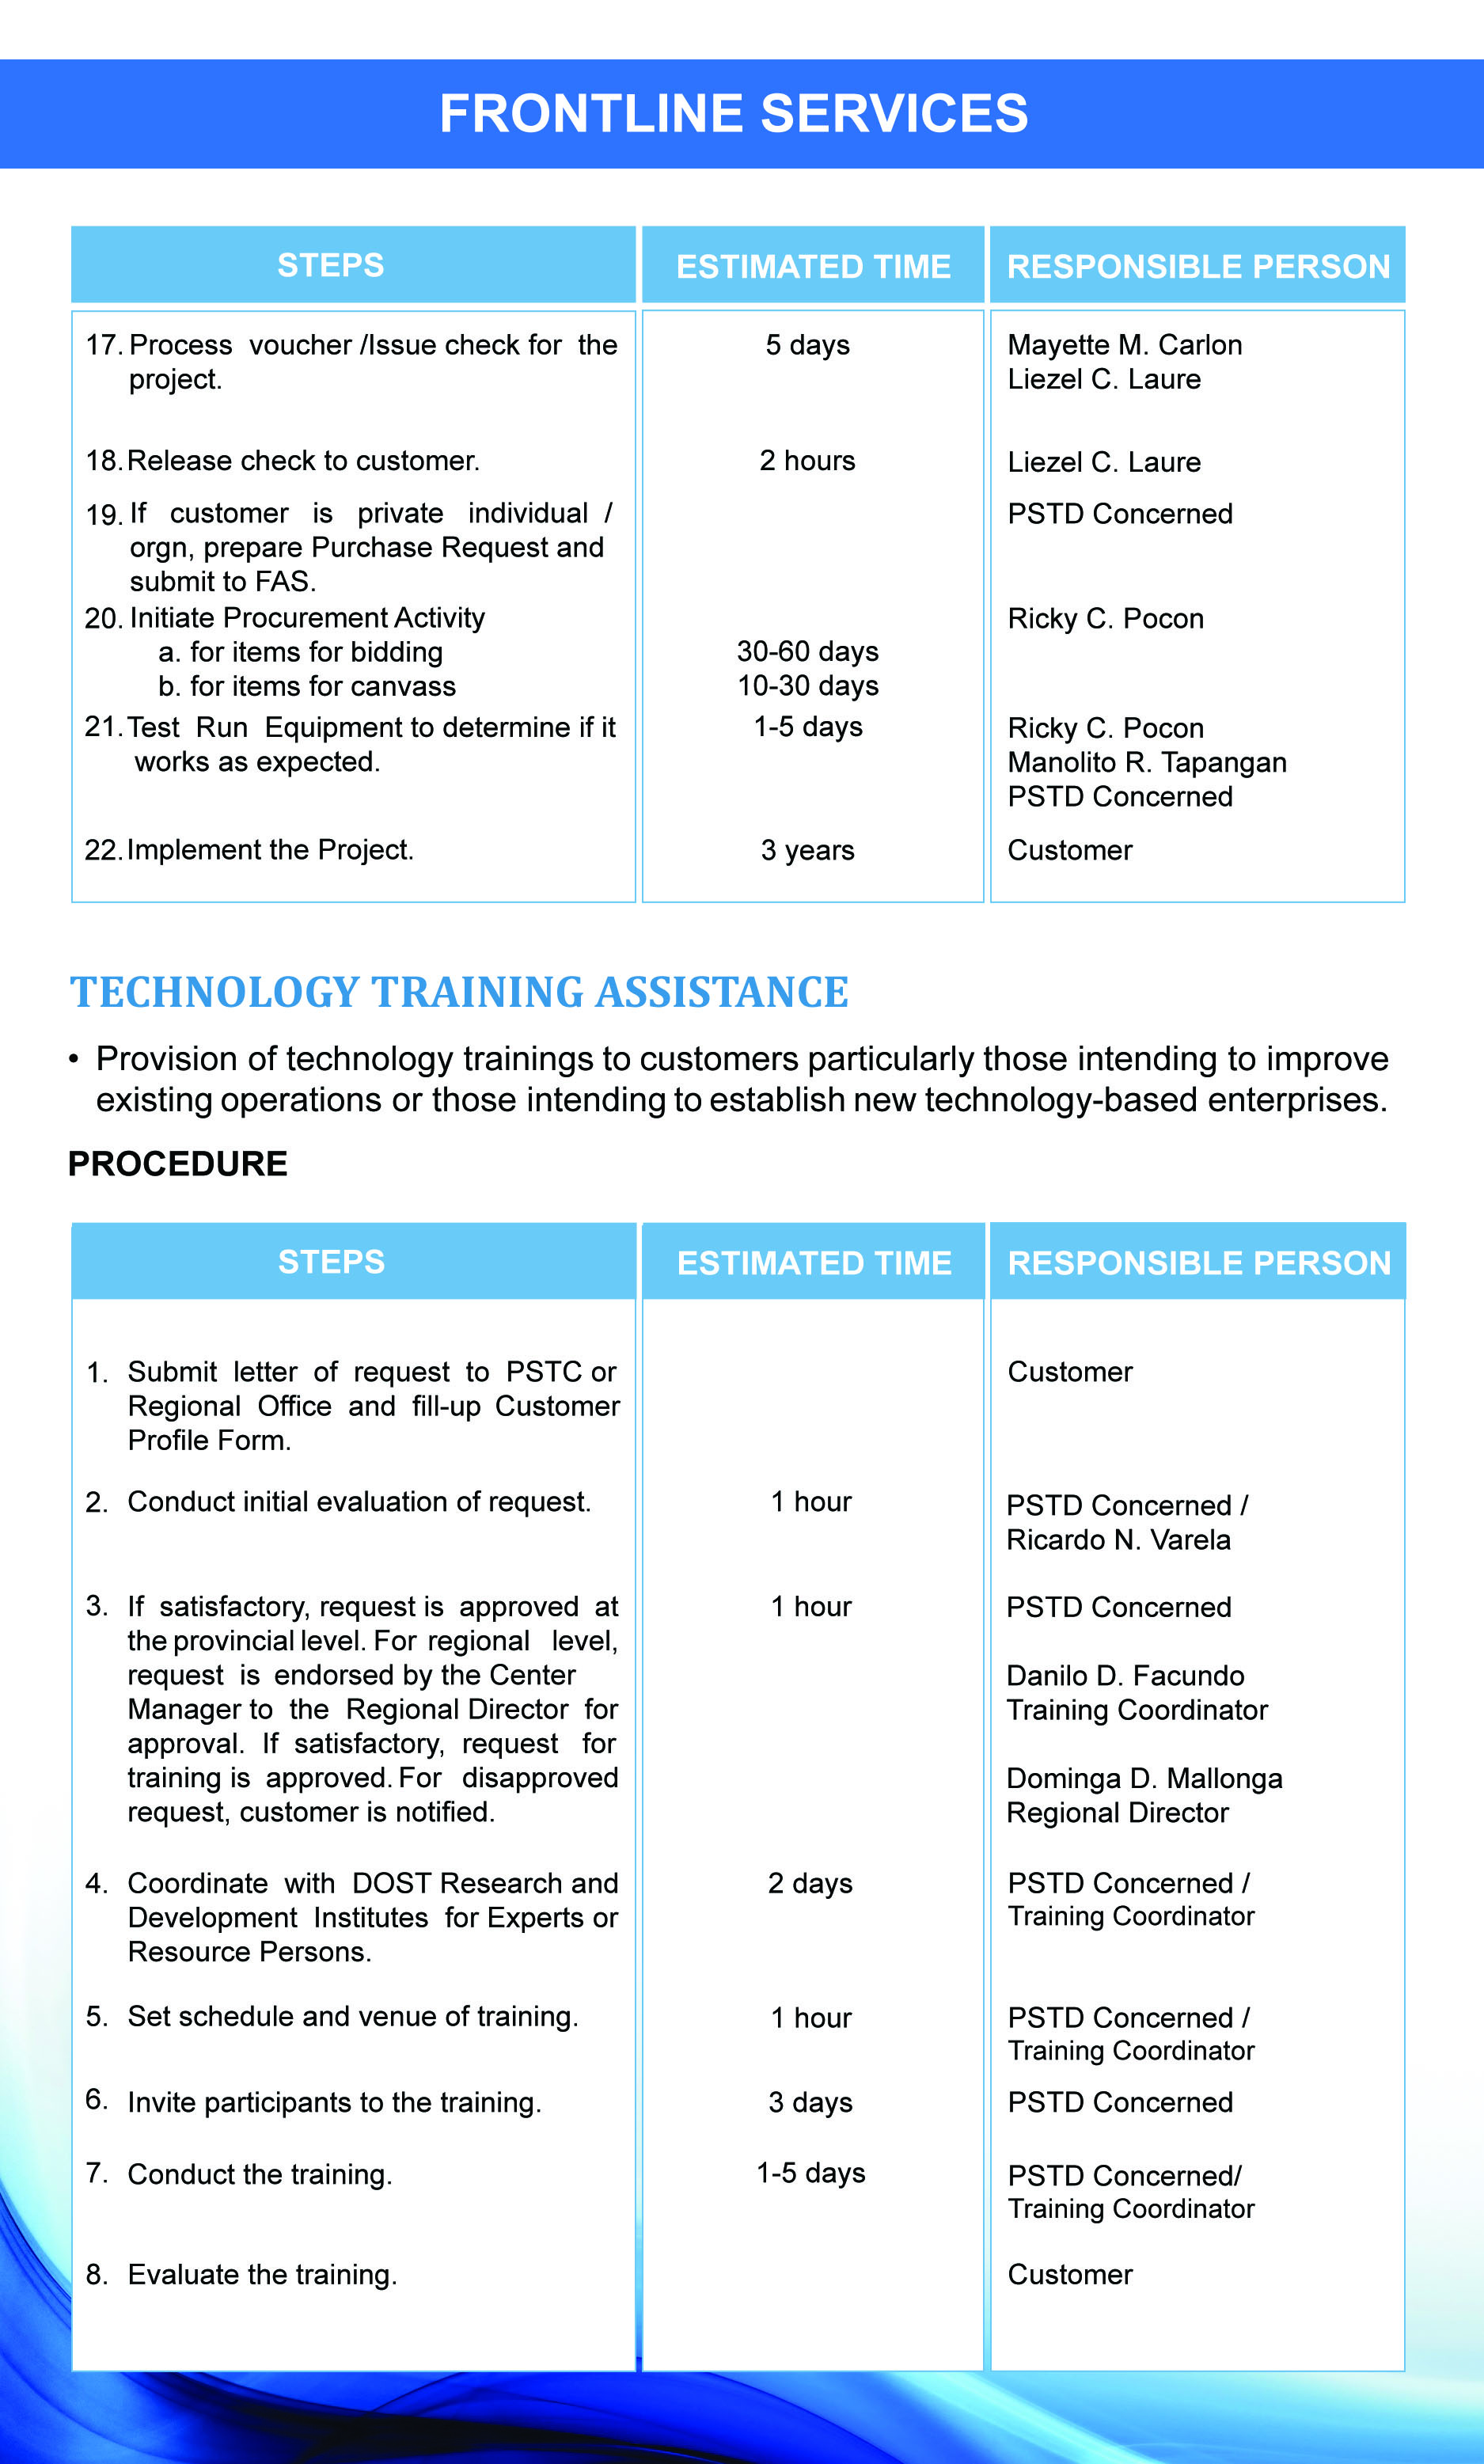 FRONTLINE SERVICES
STEPS ESTIMATED TIME RESPONSIBLE PERSON
17. Process voucher /Issue check for the 5 days Mayette M. Carlon
project. Liezel C. Laure
18. Release check to customer. 2 hours Liezel C. Laure
19. If customer is private individual / PSTD Concerned
orgn, prepare Purchase Request and
submit to FAS.
20. Initiate Procurement Activity Ricky C. Pocon
a. for items for bidding 30-60 days
b. for items for canvass 10-30 days
21. Test Run Equipment to determine if it 1-5 days Ricky C. Pocon
works as expected. Manolito R. Tapangan
PSTD Concerned
22. Implement the Project. 3 years Customer
TECHNOLOGY TRAINING ASSISTANCE
• Provision of technology trainings to customers particularly those intending to improve
existing operations or those intending to establish new technology-based enterprises.
PROCEDURE
STEPS ESTIMATED TIME RESPONSIBLE PERSON
1. Submit letter of request to PSTC or Customer
Regional Office and fill-up Customer
Profile Form.
2. Conduct initial evaluation of request. 1 hour PSTD Concerned /
Ricardo N. Varela
3. If satisfactory, request is approved at 1 hour PSTD Concerned
the provincial level. For regional level,
request is endorsed by the Center Danilo D. Facundo
Manager to the Regional Director for Training Coordinator
approval. If satisfactory, request for
training is approved. For disapproved Dominga D. Mallonga
request, customer is notified. Regional Director
4. Coordinate with DOST Research and 2 days PSTD Concerned /
Development Institutes for Experts or Training Coordinator
Resource Persons.
5. Set schedule and venue of training. 1 hour PSTD Concerned /
Training Coordinator
6. Invite participants to the training. 3 days PSTD Concerned
7. Conduct the training. 1-5 days PSTD Concerned/
Training Coordinator
8. Evaluate the training. Customer